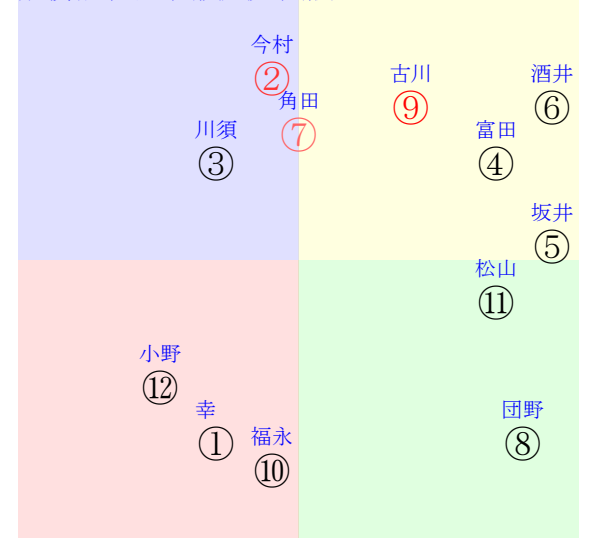 今村
②
古川
⑨
酒井
⑥
角田
⑦
川須
③
富田
④
坂井
⑤
松山
⑪
小野
⑫
幸
①
福永
⑩
団野
⑧